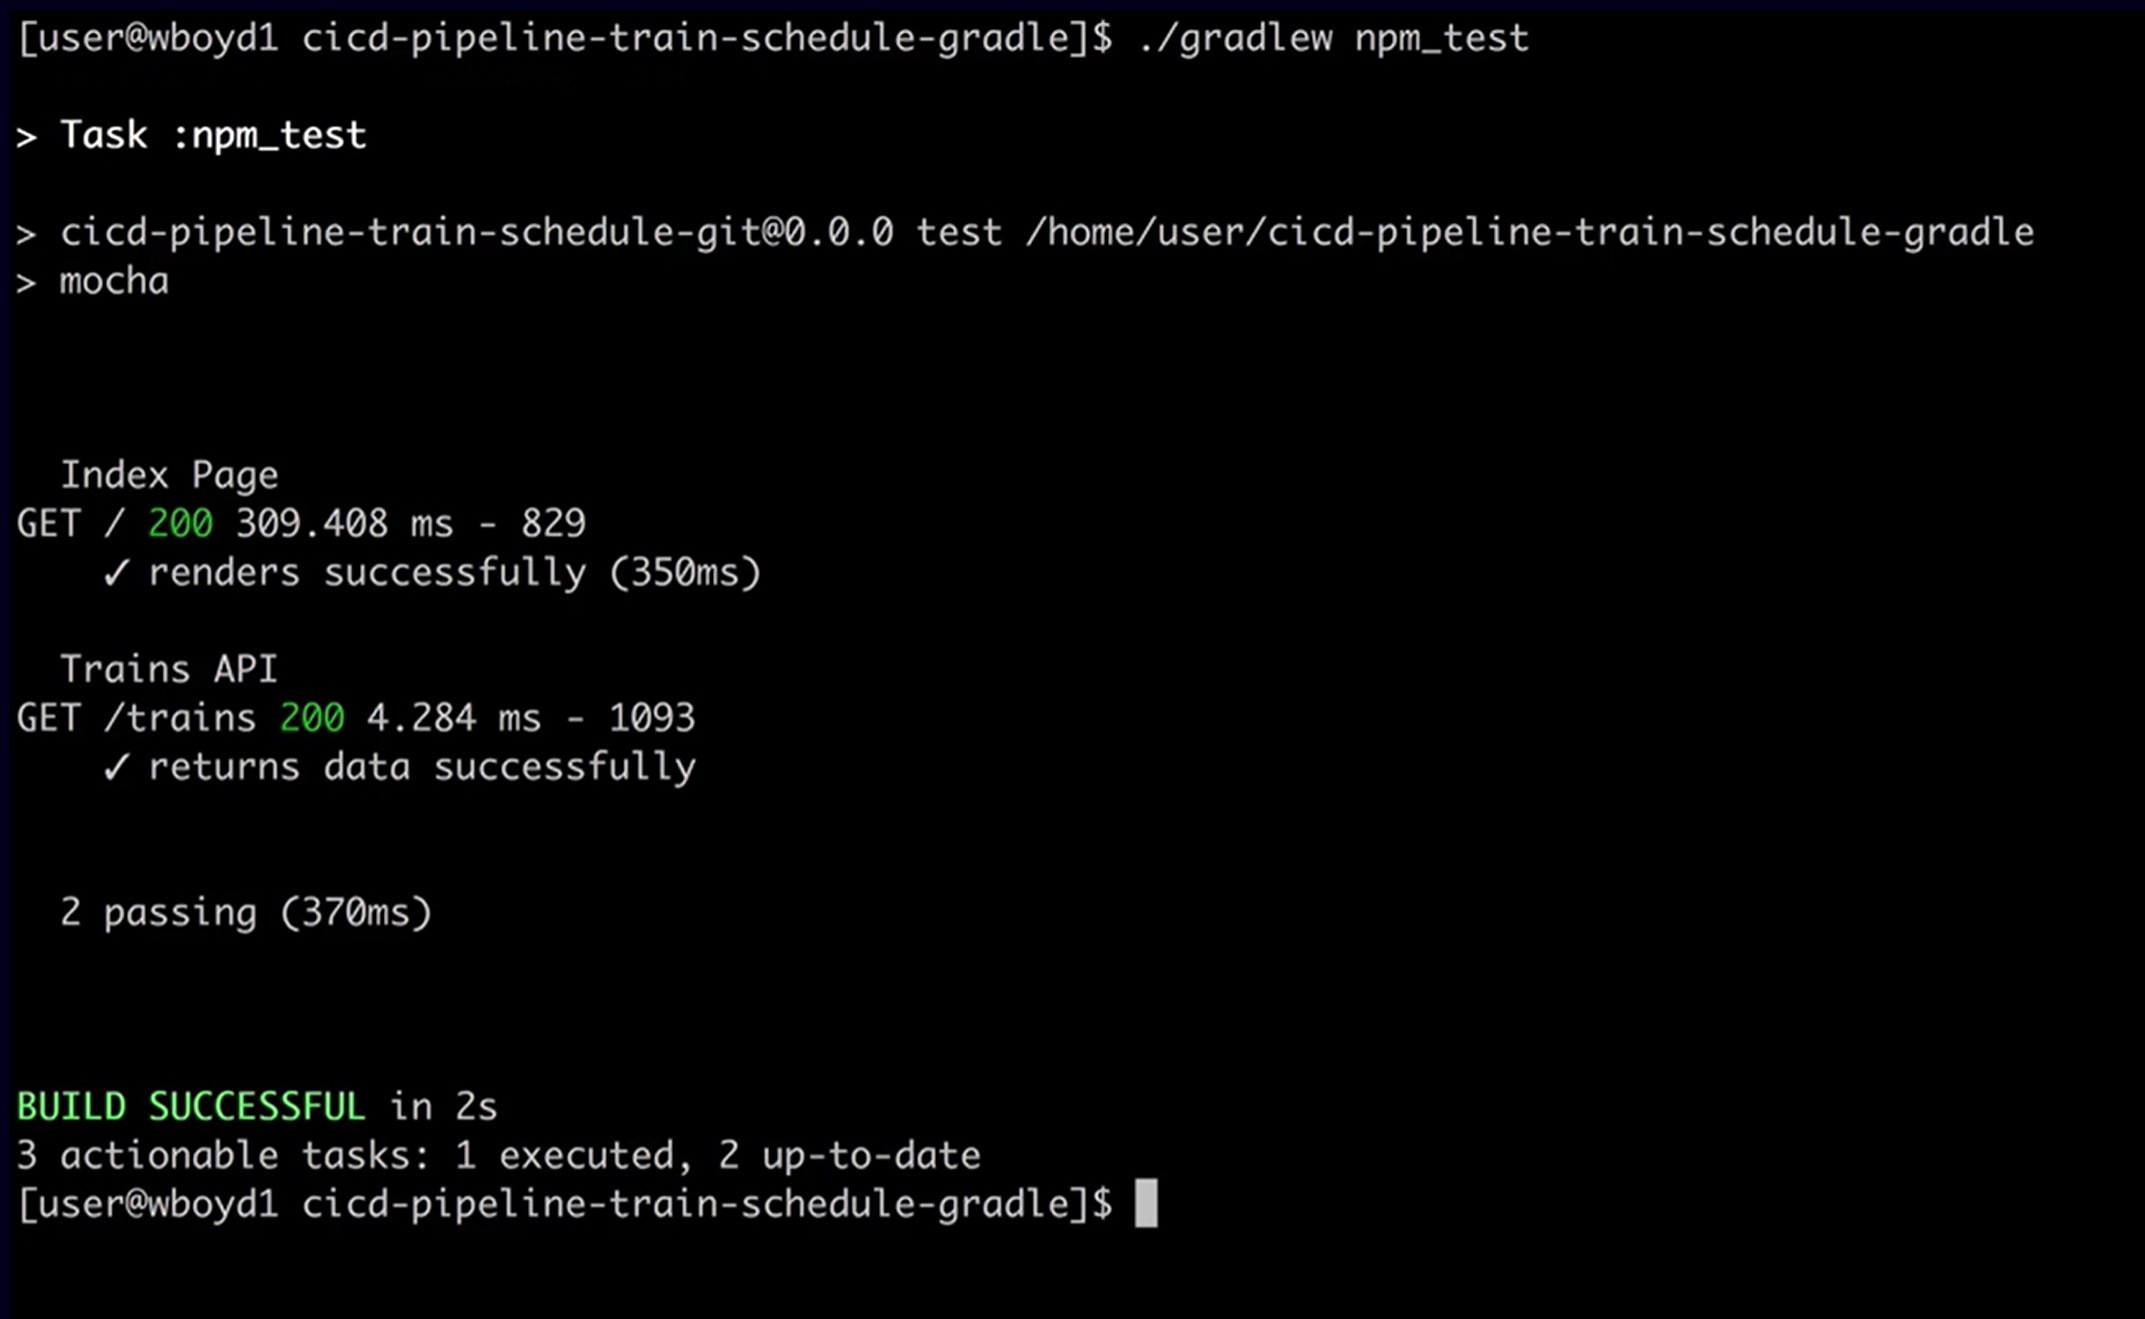 [user@wboyd1 cicd-pipeline-train-schedule-gradle]$ ./gradlew npm_test
> Task :npm_test
> cicd-pipeline-train-schedule-git@0.0.0 test /home/user/cicd-pipeline-train-schedule-gradle
> mocha
Index Page
GET / 200 309.408 ms - 829
✓ renders successfully (350ms)
Trains API
GET /trains 200 4.284 ms - 1093
✓ returns data successfully
2 passing (370ms)
BUILD SUCCESSFUL in 2s
3 actionable tasks: 1 executed, 2 up-to-date
[user@wboyd1 cicd-pipeline-train-schedule-gradle]$